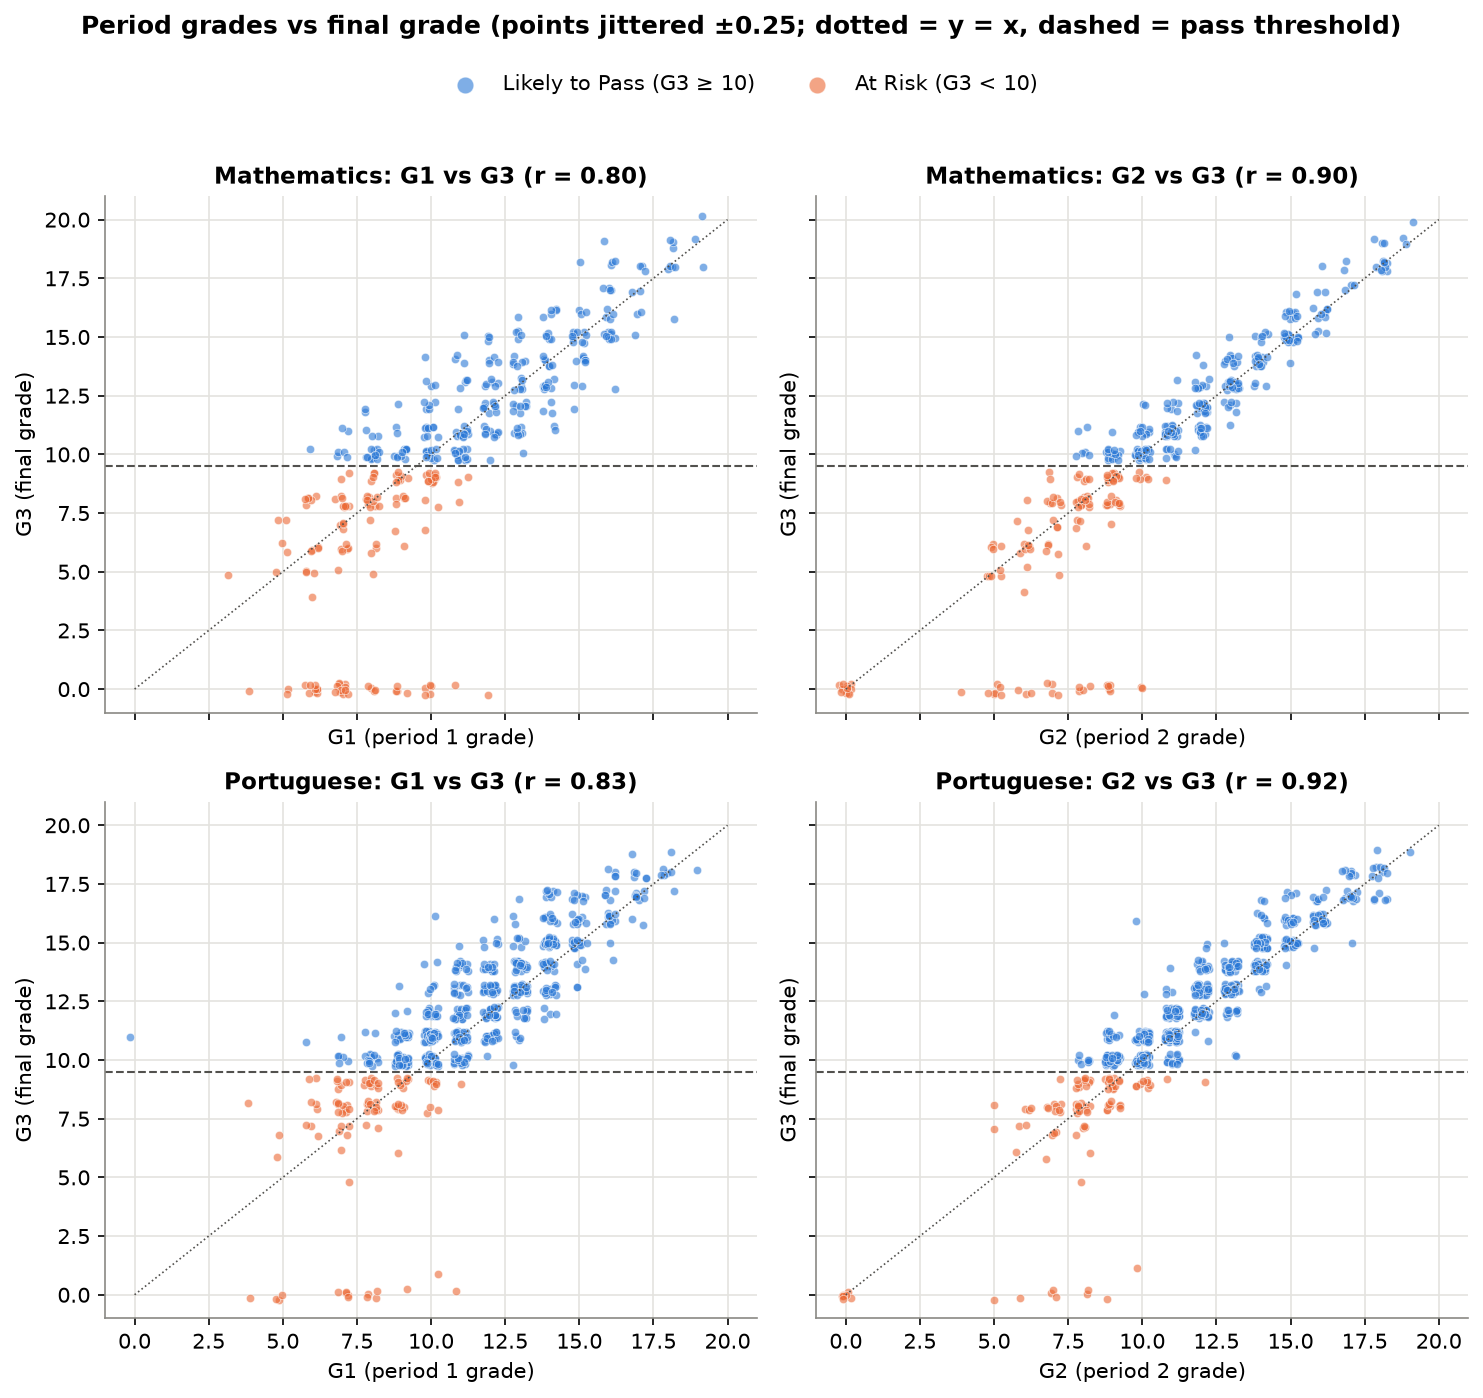 Period grades vs final grade (points jittered ±0.25; dotted = y = x, dashed = pass threshold)
Likely to Pass (G3 ≥ 10)
At Risk (G3 < 10)
Mathematics: G1 vs G3 (r = 0.80)
20.0
17.5
15.0
12.5
10.0
7.5
5.0
2.5
0.0
G3 (final grade)
G1 (period 1 grade)
Mathematics: G2 vs G3 (r = 0.90)
G3 (final grade)
G2 (period 2 grade)
Portuguese: G1 vs G3 (r = 0.83)
20.0
17.5
15.0
12.5
10.0
7.5
5.0
2.5
0.0
G3 (final grade)
0.0 2.5 5.0 7.5 10.0 12.5 15.0 17.5 20.0
G1 (period 1 grade)
Portuguese: G2 vs G3 (r = 0.92)
G3 (final grade)
0.0 2.5 5.0 7.5 10.0 12.5 15.0 17.5 20.0
G2 (period 2 grade)